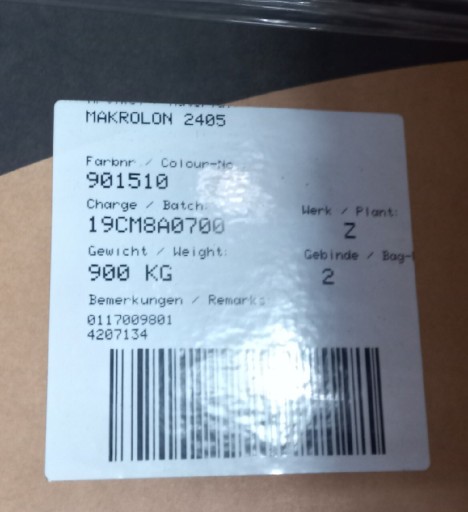 MAKROLON 2405
Farbnr / Colour-No
901510
Charge / Batch:
19CM8A0700
Werk / Plant:
Z
Gewicht / Weight:
900 KG
Gebinde / Bag-
2
Bemerkungen / Remarks
0117009801
4207134